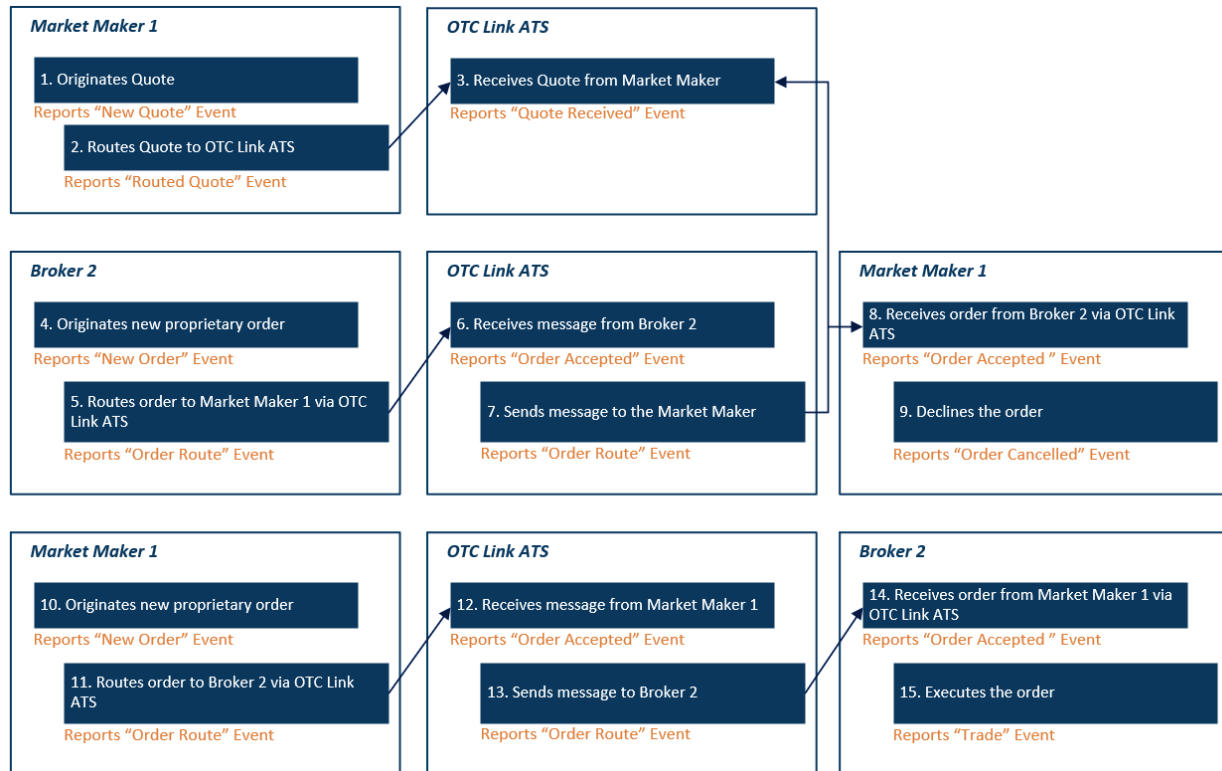 Market Maker 1
1. Originates Quote
Reports “New Quote” Event
2. Routes Quote to OTC Link ATS
Reports “Routed Quote” Event
OTC Link ATS
3. Receives Quote from Market Maker
Reports “Quote Received” Event
Broker 2
4. Originates new proprietary order
Reports “New Order” Event
5. Routes order to Market Maker 1 via OTC
Link ATS
Reports “Order Route” Event
OTC Link ATS
6. Receives message from Broker 2
Reports “Order Accepted” Event
7. Sends message to the Market Maker
Reports “Order Route” Event
Market Maker 1
8. Receives order from Broker 2 via OTC Link
ATS
Reports “Order Accepted ” Event
9. Declines the order
Reports “Order Cancelled” Event
Market Maker 1
10. Originates new proprietary order
Reports “New Order” Event
11. Routes order to Broker 2 via OTC Link
ATS
Reports “Order Route” Event
OTC Link ATS
12. Receives message from Market Maker 1
Reports “Order Accepted” Event
13. Sends message to Broker 2
Reports “Order Route” Event
Broker 2
14. Receives order from Market Maker 1 via
OTC Link ATS
Reports “Order Accepted ” Event
15. Executes the order
Reports “Trade” Event